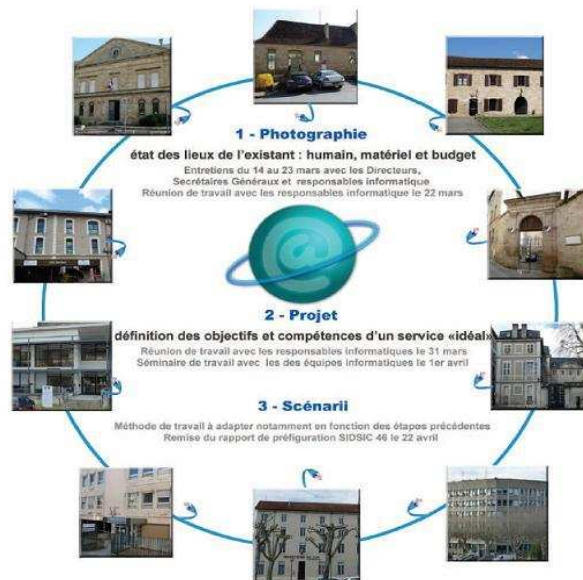 1 - Photographie
état des lieux de l'existant : humain, matériel et budget
Entretiens du 14 au 23 mars avec les Directeurs,
Secrétaires Généraux et responsables informatique
Réunion de travail avec les responsables informatique le 22 mars
@
2 - Projet
définition des objectifs et compétences d'un service «idéal»
Réunion de travail avec les responsables informatiques le 31 mars
Séminaire de travail avec les des équipes informatiques le 1er avril
3 - Scénarii
Méthode de travail à adapter notamment en fonction des étapes précédentes
Remise du rapport de préfiguration SIDSIC 46 le 22 avril